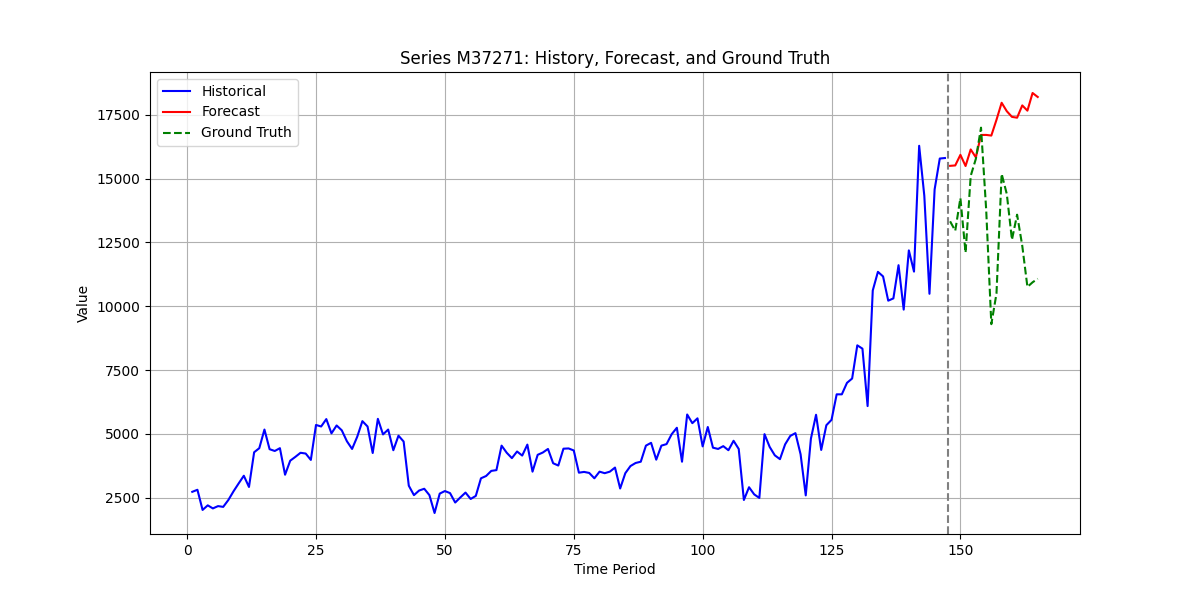 Series M37271: History, Forecast, and Ground Truth
Historical
Forecast
Ground Truth
17500
15000
12500
10000
7500
5000
2500
Value
0 25 50 75 100 125 150
Time Period